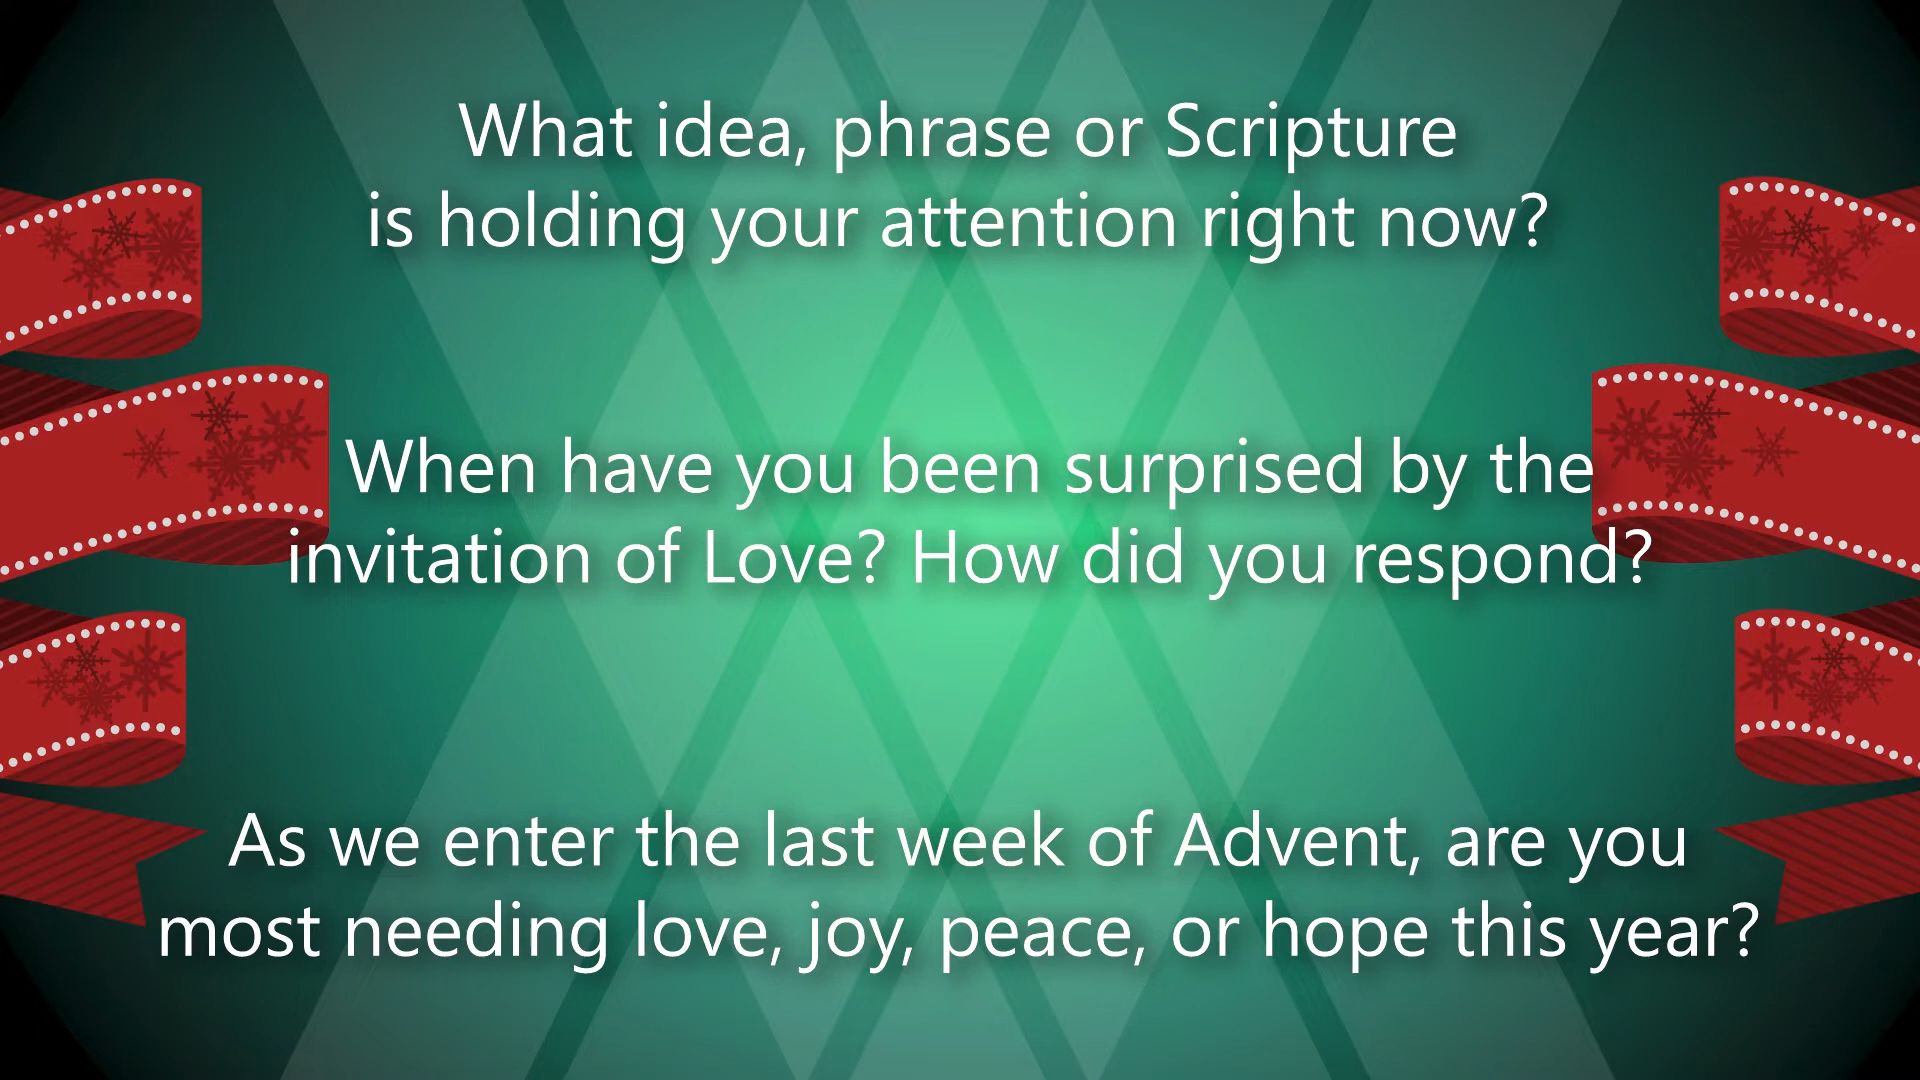 What idea, phrase or Scripture
is holding your attention right now?
When have you been surprised by the
invitation of Love? How did you respond?
As we enter the last week of Advent, are you
most needing love, joy, peace, or hope this year?